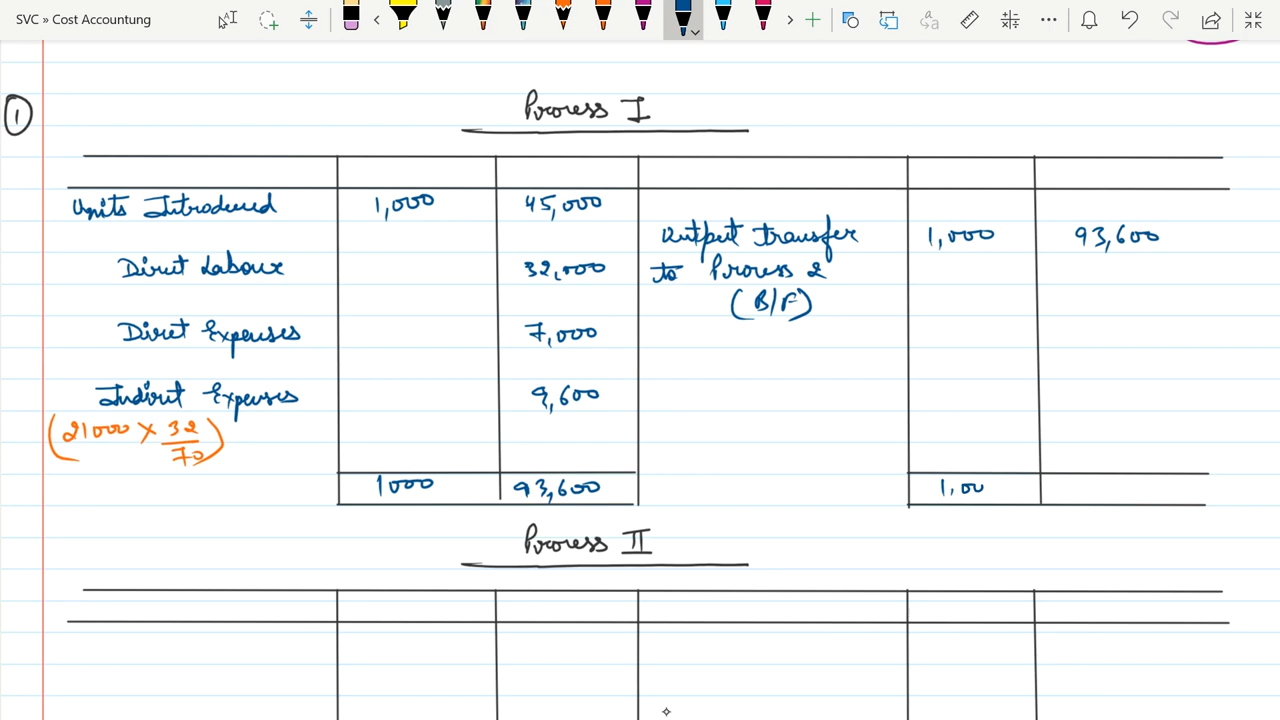 SVC » Cost Accountung
1
Process I
Units Introduced 1,000 45,000
Output transfer 1,000 93,600
Direct Labour 32,000
to Process 2
(B/F)
Direct Expenses 7,000
Indirect Expenses 9,600
(21000 × 32/70)
1000 93,600 1,00
Process II